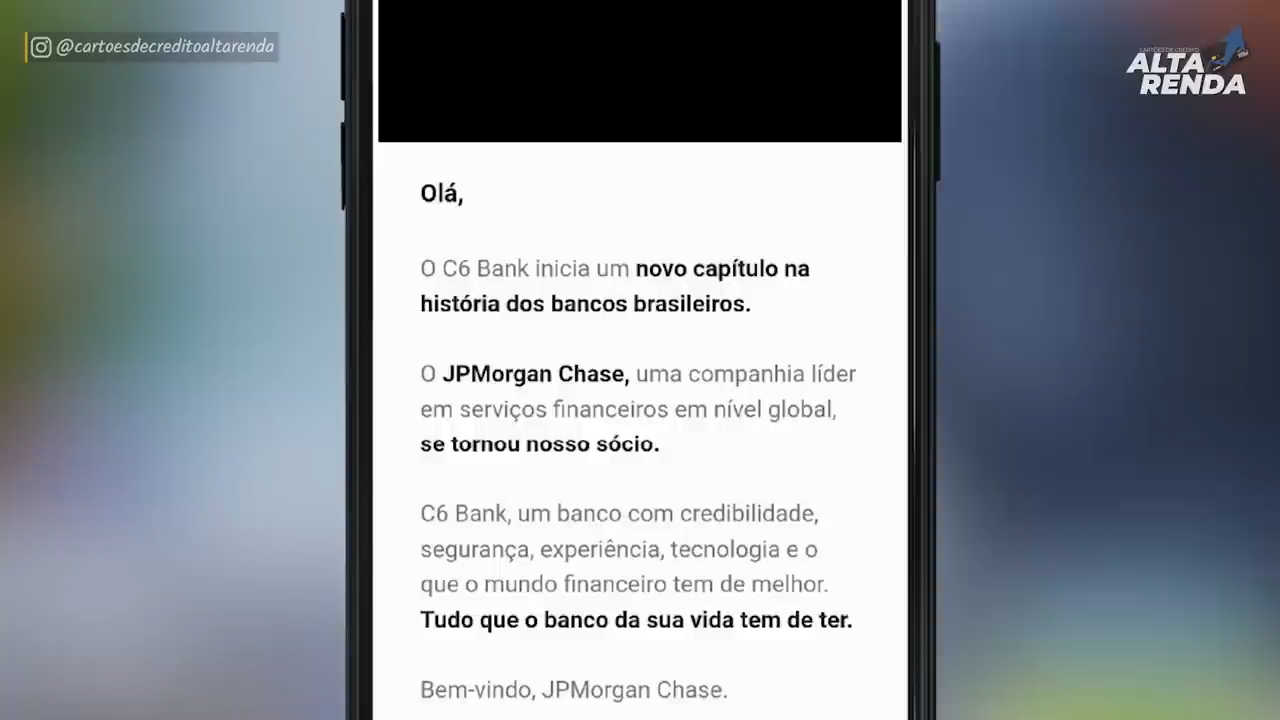 @cartoesdecreditoaltarenda
CARTÕES DE CRÉDITO
ALTA
RENDA
Olá,
O C6 Bank inicia um novo capítulo na
história dos bancos brasileiros.
O JPMorgan Chase, uma companhia líder
em serviços financeiros em nível global,
se tornou nosso sócio.
C6 Bank, um banco com credibilidade,
segurança, experiência, tecnologia e o
que o mundo financeiro tem de melhor.
Tudo que o banco da sua vida tem de ter.
Bem-vindo, JPMorgan Chase.